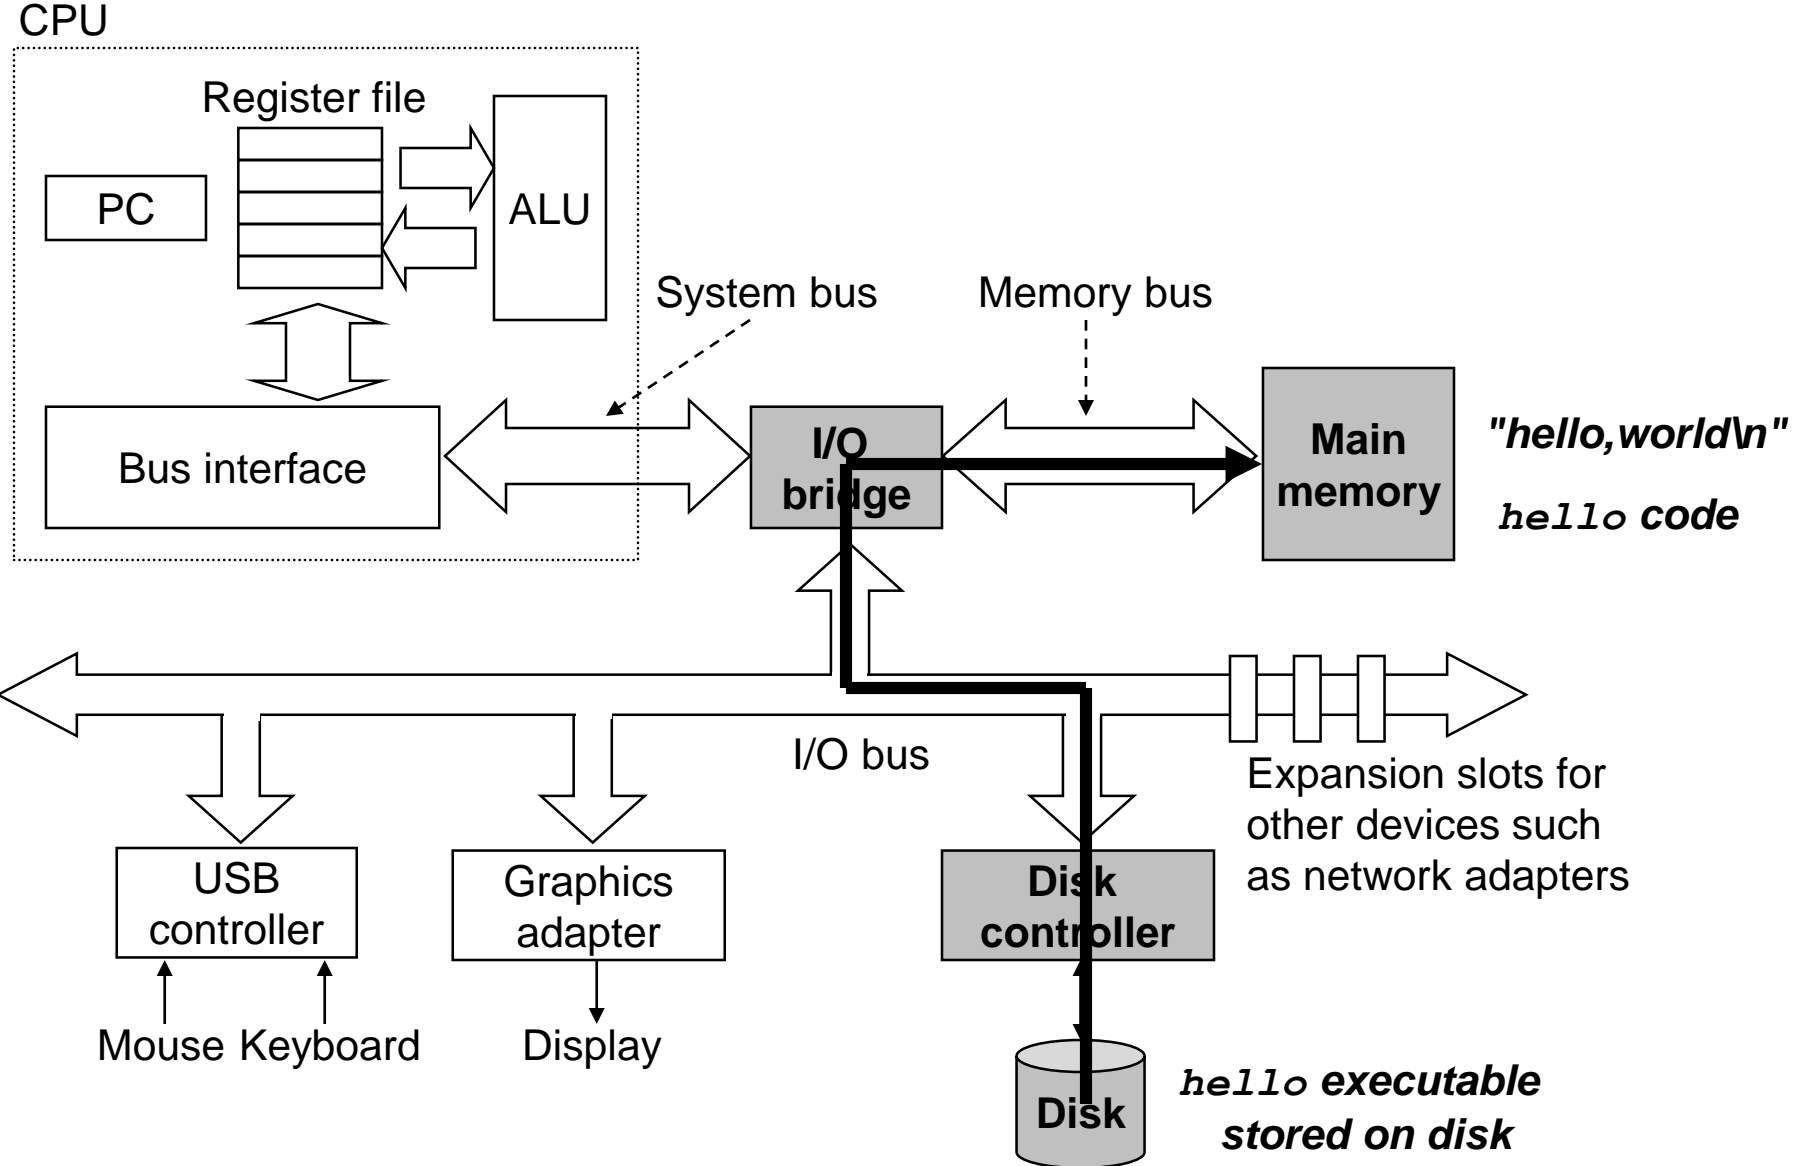 CPU
Register file
PC
ALU
System bus
Memory bus
Bus interface
I/O
bridge
Main
memory
"hello,world\n"
hello code
I/O bus
Expansion slots for
other devices such
as network adapters
USB
controller
Graphics
adapter
Disk
controller
Mouse Keyboard
Display
Disk
hello executable
stored on disk